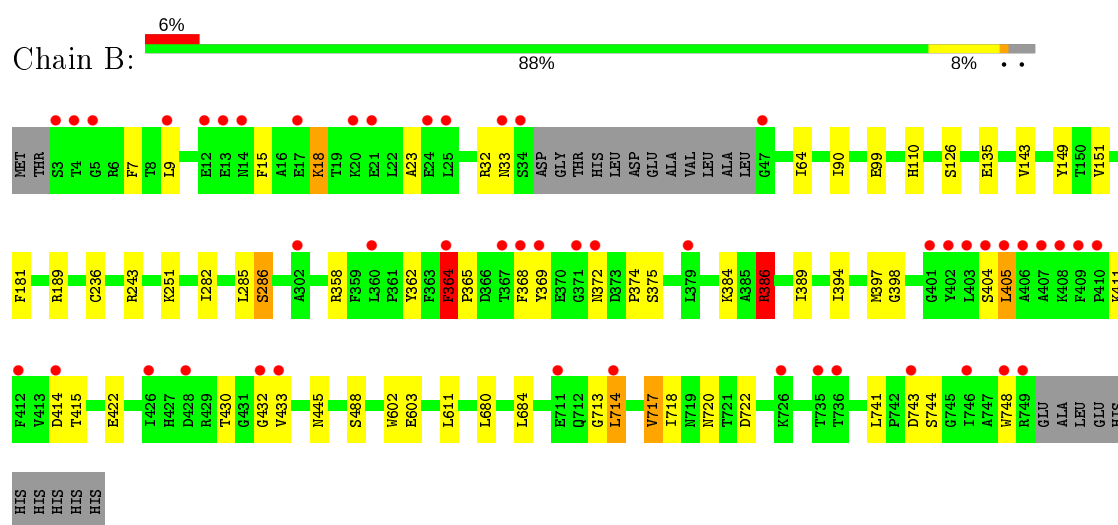 6%
Chain B:
88% 8% • •
MET THR S3 T4 G5 R6 F7 T8 I9 E12 E13 N14 F15 A16 E17 K18 T19 K20 E21 L22 A23 E24 L25 R32 N33 S34 ASP GLY THR HIS LEU ASP GLU ALA VAL LEU ALA LEU G47 I64 I90 E99 H110 S126 E135 V143 Y149 T150 V151
F181 R189 C236 R243 K251 I282 L285 S286 A302 R358 F359 L360 P361 Y362 F363 F364 P365 D366 T367 F368 Y369 E370 G371 N372 D373 P374 S375 L379 K384 A385 R386 I389 I394 M397 G398 G401 Y402 L403 S404 L405 A406 A407 K408 F409 P410 K411
F412 V413 D414 T415 E422 I426 H427 D428 R429 T430 G431 G432 V433 N445 S488 W602 E603 L611 L680 L684 E711 Q712 G713 L714 V717 I718 N719 N720 T721 D722 K726 T735 T736 L741 P742 D743 S744 G745 I746 A747 W748 R749 GLU ALA LEU GLU HIS
HIS HIS HIS HIS HIS